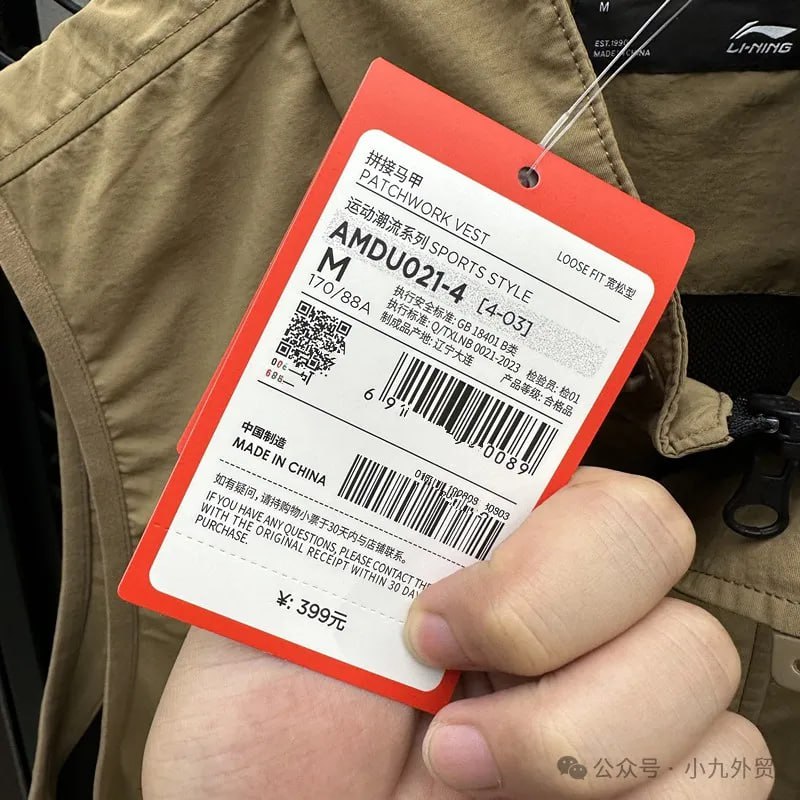 M
EST.1990
MADE IN CHINA
LI-NING
拼接马甲
PATCHWORK VEST
运动潮流系列 SPORTS STYLE
LOOSE FIT 宽松型
AMDU021-4 [4-03]
M
170/88A
执行安全标准: GB 18401 B类
执行标准: Q/TXLNB 0021-2023 检验员: 检01
制成品产地: 辽宁大连 产品等级: 合格品
中国制造
MADE IN CHINA
如有疑问,请持购物小票于30天内与店铺联系。
IF YOU HAVE ANY QUESTIONS, PLEASE CONTACT THE
WITH THE ORIGINAL RECEIPT WITHIN 30 DAY
PURCHASE.
¥: 399元
公众号 · 小九外贸